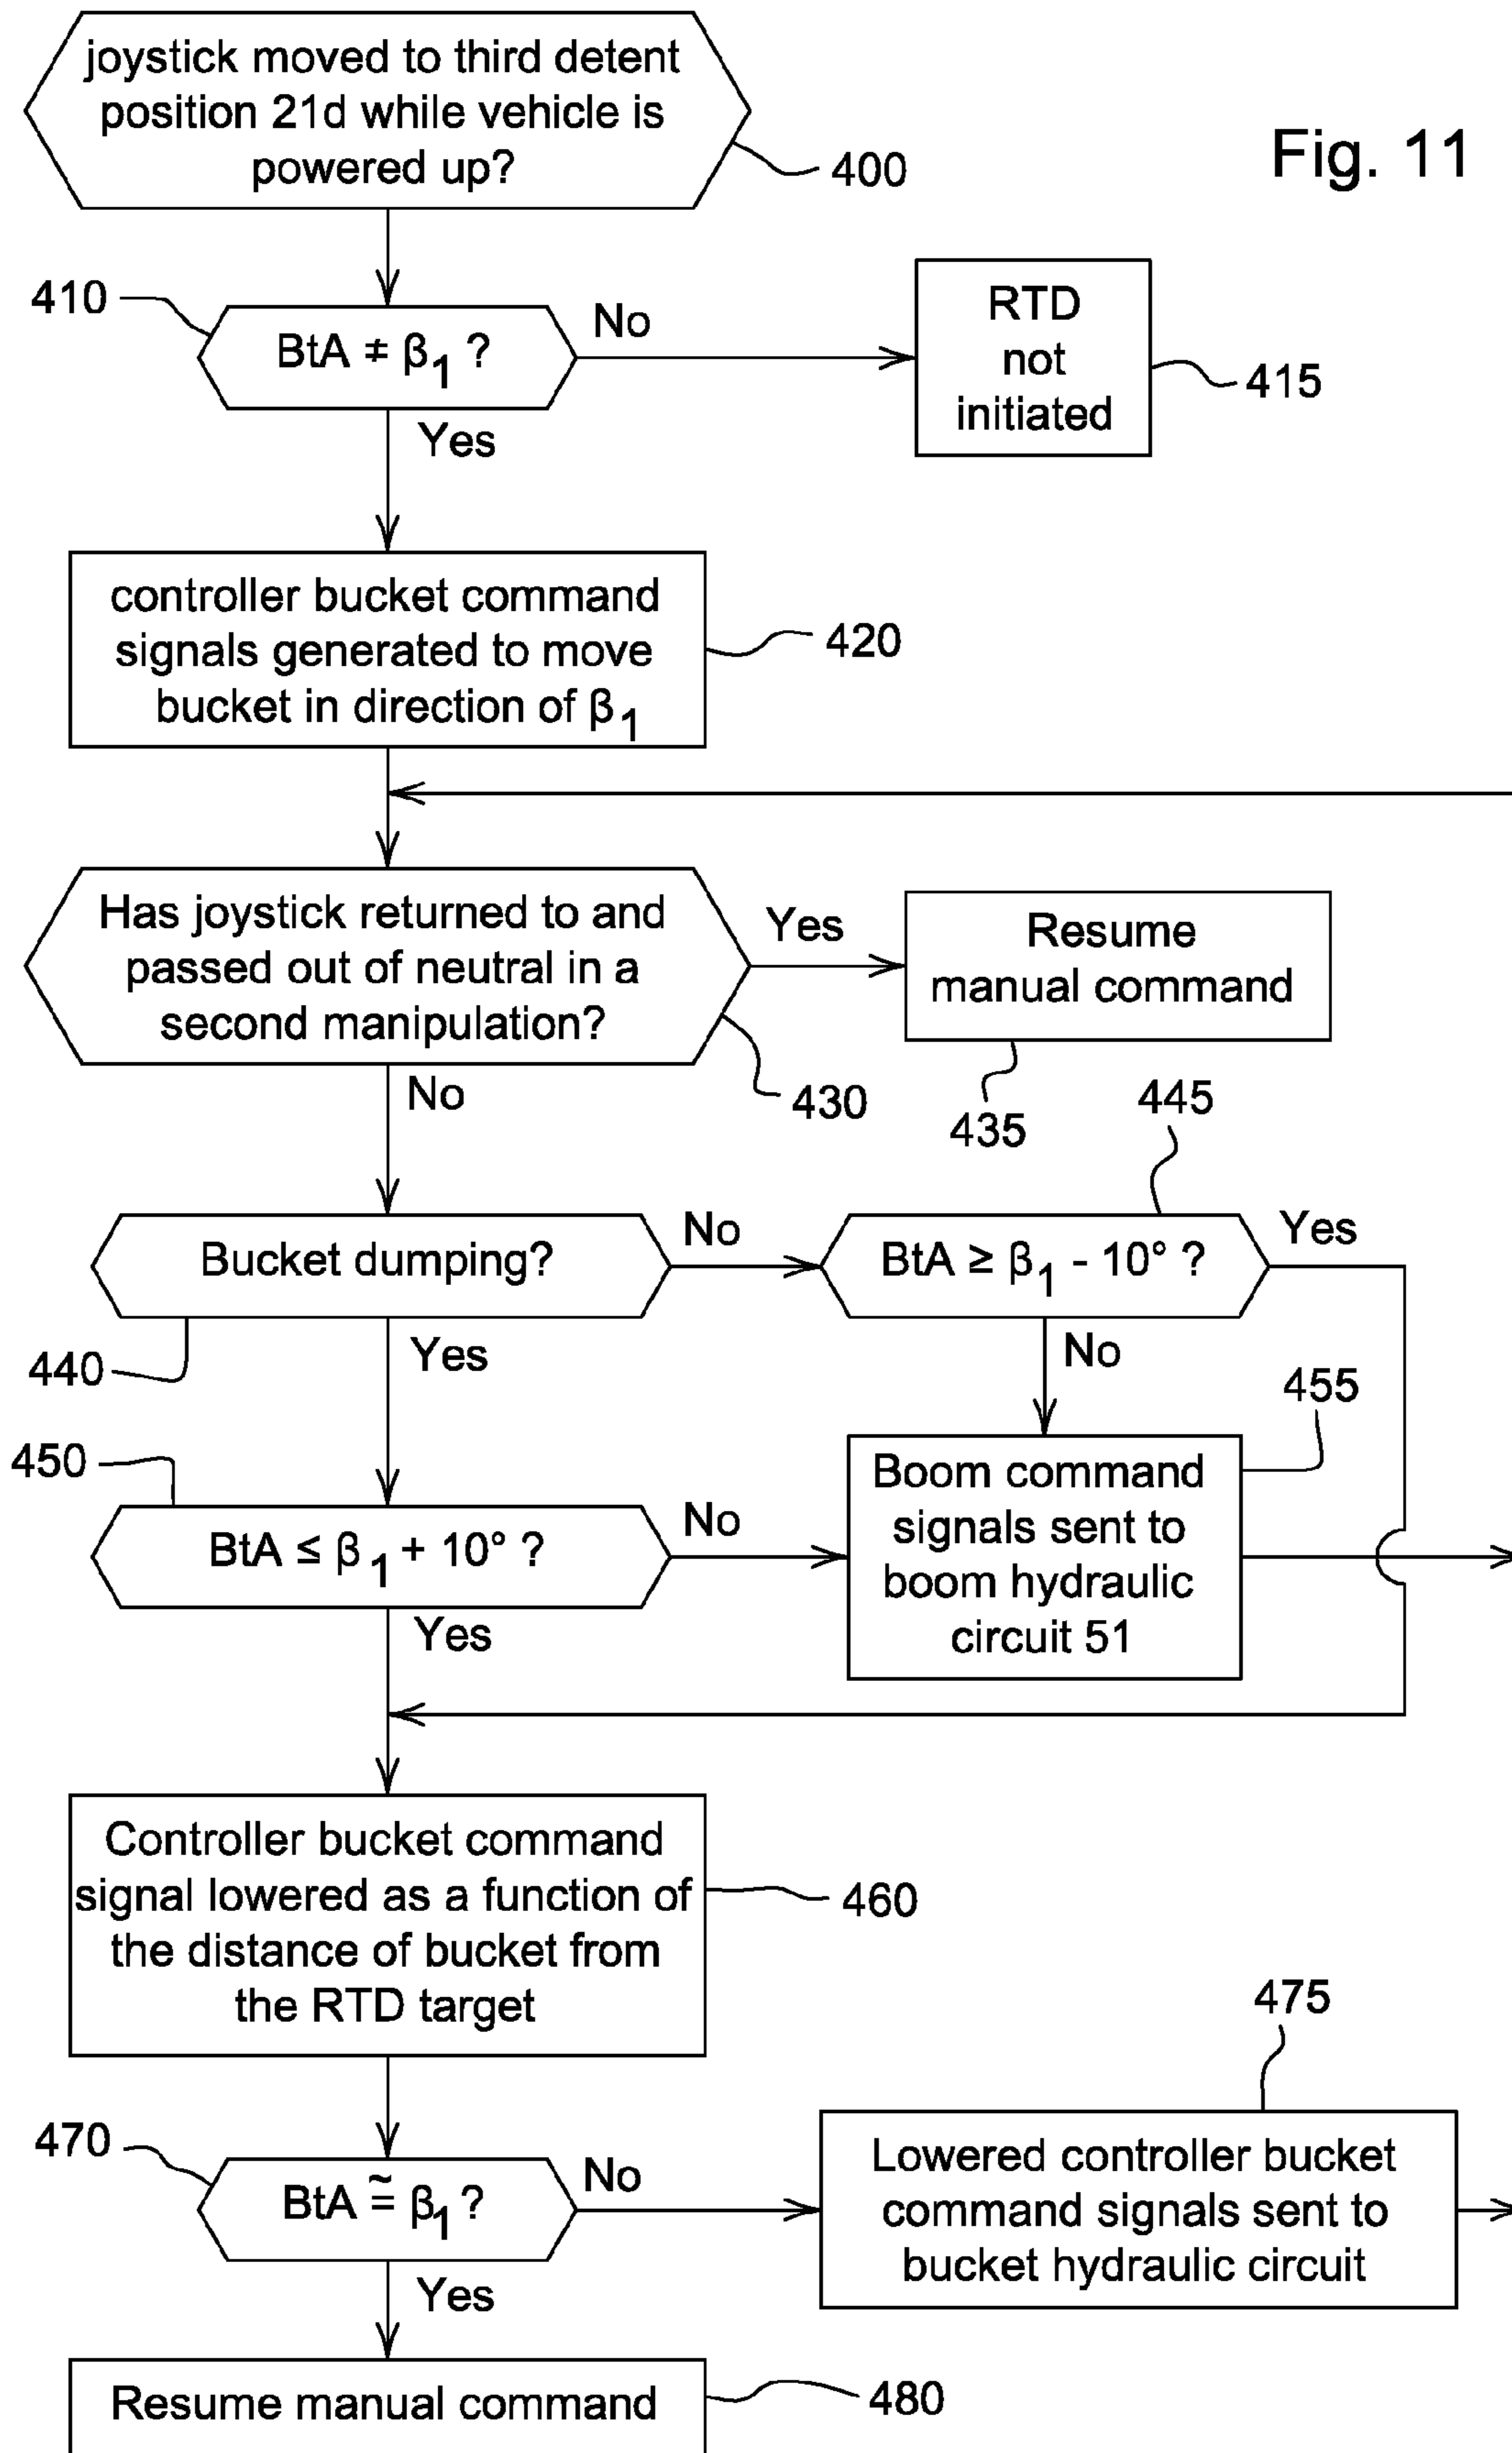 joystick moved to third detent
position 21d while vehicle is
powered up?
400
Fig. 11
410
BtA ≠ β1 ?
No
RTD
not
initiated
415
Yes
controller bucket command
signals generated to move
bucket in direction of β1
420
Has joystick returned to and
passed out of neutral in a
second manipulation?
430
Yes
Resume
manual command
435
No
Bucket dumping?
440
No
445
BtA ≥ β1 - 10° ?
Yes
Yes
No
450
BtA ≤ β1 + 10° ?
No
455
Boom command
signals sent to
boom hydraulic
circuit 51
Yes
Controller bucket command
signal lowered as a function of
the distance of bucket from
the RTD target
460
470
BtA ≅ β1 ?
No
475
Lowered controller bucket
command signals sent to
bucket hydraulic circuit
Yes
Resume manual command
480